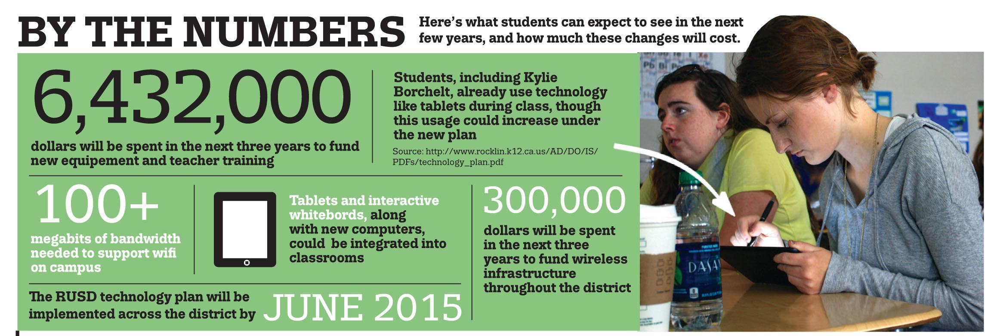 BY THE NUMBERS
Here's what students can expect to see in the next
few years, and how much these changes will cost.
6,432,000
dollars will be spent in the next three years to fund
new equipement and teacher training
Students, including Kylie
Borchelt, already use technology
like tablets during class, though
this usage could increase under
the new plan
Source: http://www.rocklin.k12.ca.us/AD/DO/IS/
PDFs/technology_plan.pdf
100+
megabits of bandwidth
needed to support wifi
on campus
Tablets and interactive
whitebords, along
with new computers,
could  be integrated into
classrooms
300,000
dollars will be spent
in the next three
years to fund wireless
infrastructure
throughout the district
The RUSD technology plan will be
implemented across the district by
JUNE 2015
I Xe
Pb Bi
DASA